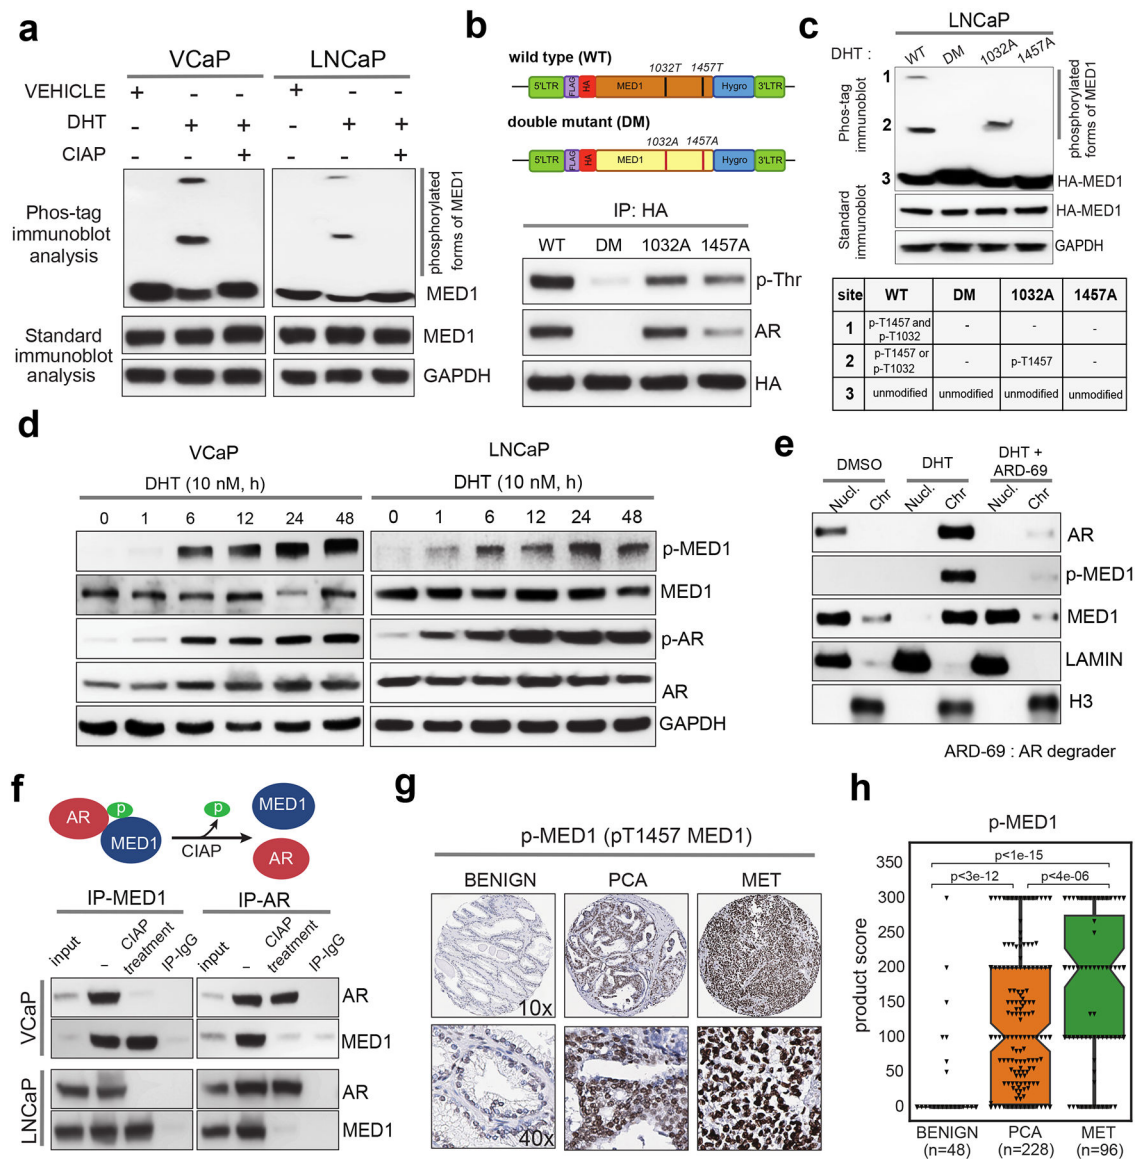 a
VCaP
LNCaP
VEHICLE + - - + - -
DHT - + + - + +
CIAP - - + - - +
Phos-tag
immunoblot
analysis
phosphorylated
forms of MED1
MED1
Standard
immunoblot
analysis
MED1
GAPDH
b
wild type (WT)
1032T 1457T
5'LTR FLAG HA MED1 Hygro 3'LTR
double mutant (DM)
1032A 1457A
5'LTR FLAG HA MED1 Hygro 3'LTR
IP: HA
WT DM 1032A 1457A
p-Thr
AR
HA
c
LNCaP
DHT : WT DM 1032A 1457A
Phos-tag
immunoblot
1
2
3
phosphorylated
forms of MED1
HA-MED1
Standard
immunoblot
HA-MED1
GAPDH
site WT DM 1032A 1457A
1 p-T1457 and p-T1032 - - -
2 p-T1457 or p-T1032 - p-T1457 -
3 unmodified unmodified unmodified unmodified
d
VCaP
LNCaP
DHT (10 nM, h)
DHT (10 nM, h)
0 1 6 12 24 48
0 1 6 12 24 48
p-MED1
MED1
p-AR
AR
GAPDH
e
DMSO DHT DHT +
ARD-69
Nucl. Chr Nucl. Chr Nucl. Chr
AR
p-MED1
MED1
LAMIN
H3
ARD-69 : AR degrader
f
AR p MED1
p
CIAP
MED1
AR
IP-MED1
IP-AR
input - CIAP treatment IP-IgG
input - CIAP treatment IP-IgG
VCaP
AR
MED1
LNCaP
AR
MED1
g
p-MED1 (pT1457 MED1)
BENIGN PCA MET
10x
40x
h
p-MED1
p<1e-15
p<3e-12
p<4e-06
product score
350
300
200
150
100
50
0
BENIGN
(n=48)
PCA
(n=228)
MET
(n=96)